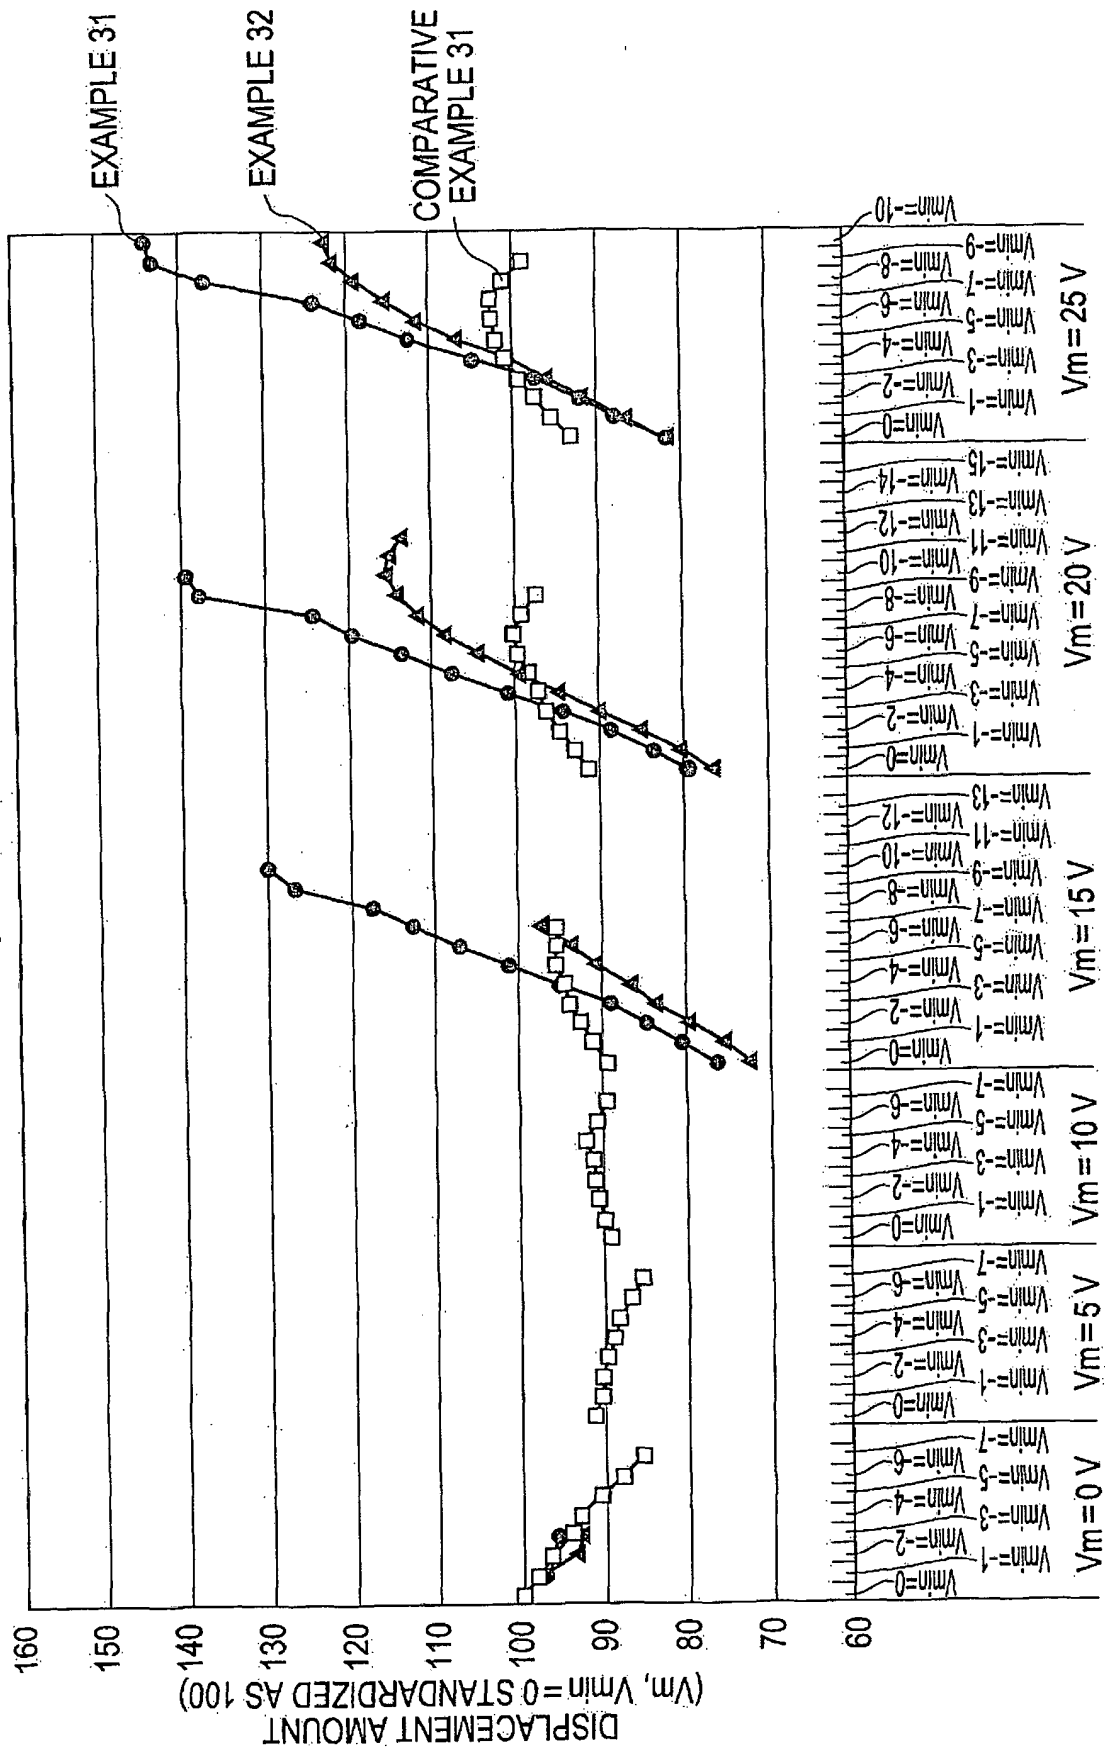 DISPLACEMENT AMOUNT
(Vm, Vmin=0 STANDARDIZED AS 100)
160
150
140
130
120
110
100
90
80
70
60
EXAMPLE 31
EXAMPLE 32
COMPARATIVE
EXAMPLE 31
Vmin=0
Vmin=-1
Vmin=-2
Vmin=-3
Vmin=-4
Vmin=-5
Vmin=-6
Vmin=-7
Vm=0 V
Vmin=0
Vmin=-1
Vmin=-2
Vmin=-3
Vmin=-4
Vmin=-5
Vmin=-6
Vmin=-7
Vm=5 V
Vmin=0
Vmin=-1
Vmin=-2
Vmin=-3
Vmin=-4
Vmin=-5
Vmin=-6
Vmin=-7
Vm=10 V
Vmin=0
Vmin=-1
Vmin=-2
Vmin=-3
Vmin=-4
Vmin=-5
Vmin=-6
Vmin=-7
Vmin=-8
Vmin=-9
Vmin=-10
Vmin=-11
Vmin=-12
Vmin=-13
Vm=15 V
Vmin=0
Vmin=-1
Vmin=-2
Vmin=-3
Vmin=-4
Vmin=-5
Vmin=-6
Vmin=-7
Vmin=-8
Vmin=-9
Vmin=-10
Vmin=-11
Vmin=-12
Vmin=-13
Vmin=-14
Vmin=-15
Vm=20 V
Vmin=0
Vmin=-1
Vmin=-2
Vmin=-3
Vmin=-4
Vmin=-5
Vmin=-6
Vmin=-7
Vmin=-8
Vmin=-9
Vmin=-10
Vm=25 V